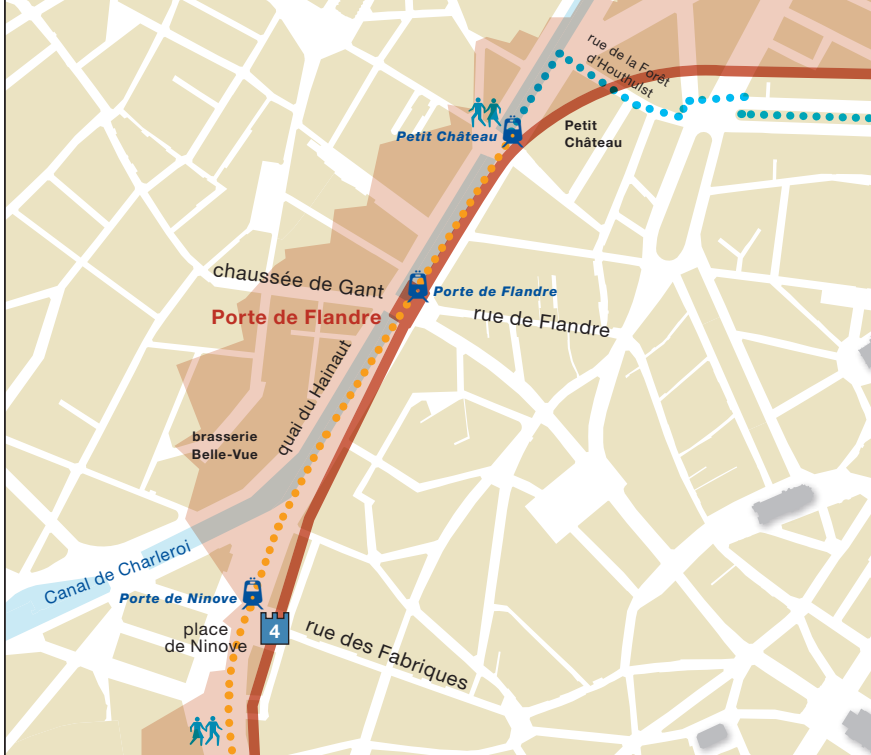 rue de la Forêt
d'Houthulst
Petit Château
Petit
Château
chaussée de Gant
Porte de Flandre
Porte de Flandre
rue de Flandre
quai du Hainaut
brasserie
Belle-Vue
Canal de Charleroi
Porte de Ninove
place
de Ninove
4
rue des Fabriques